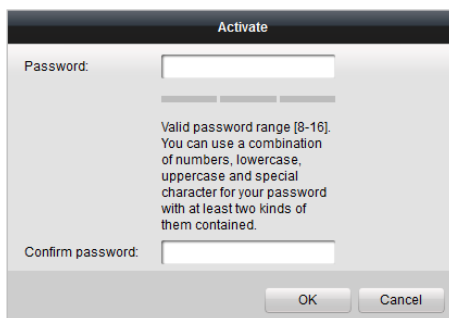 Activate
Password:
Valid password range [8-16].
You can use a combination
of numbers, lowercase,
uppercase and special
character for your password
with at least two kinds of
them contained.
Confirm password:
OK Cancel